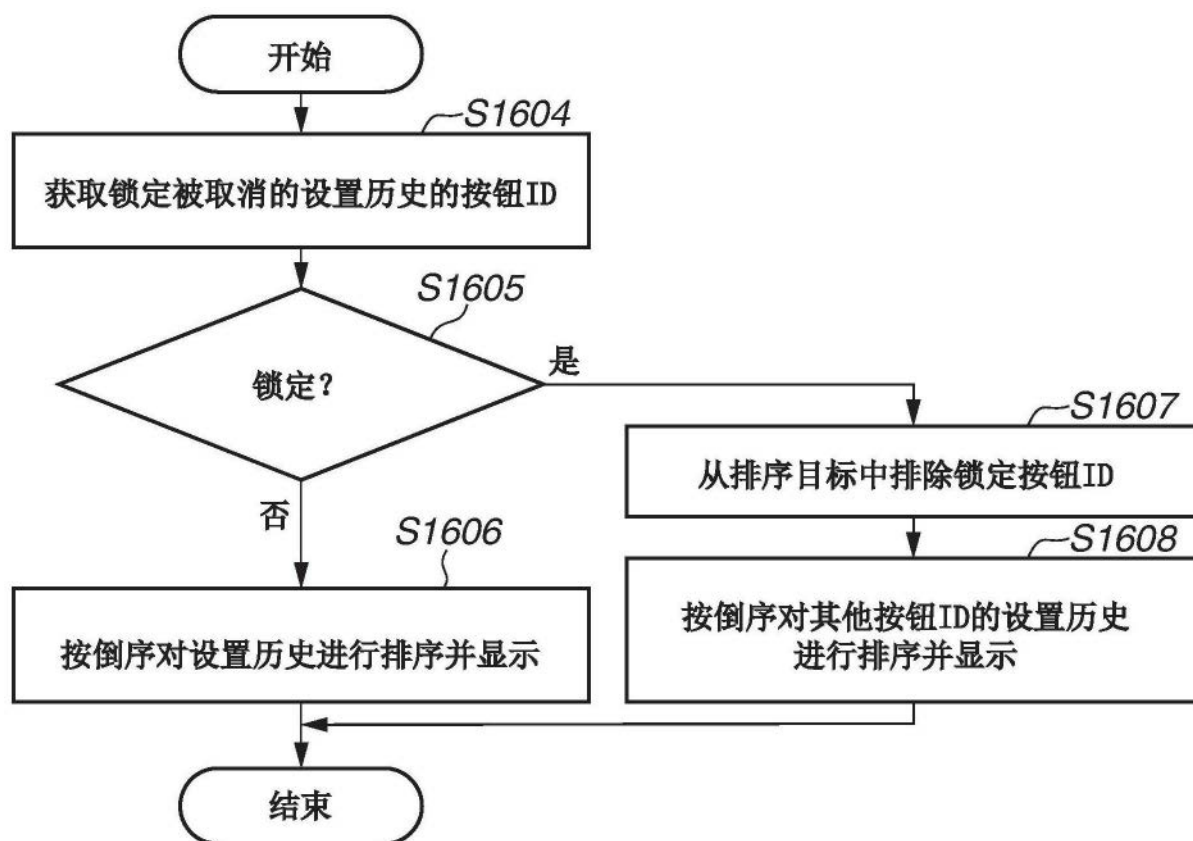 开始
S1604
获取锁定被取消的设置历史的按钮ID
S1605
锁定？
是
S1607
从排序目标中排除锁定按钮ID
否
S1606
S1608
按倒序对设置历史进行排序并显示
按倒序对其他按钮ID的设置历史
进行排序并显示
结束